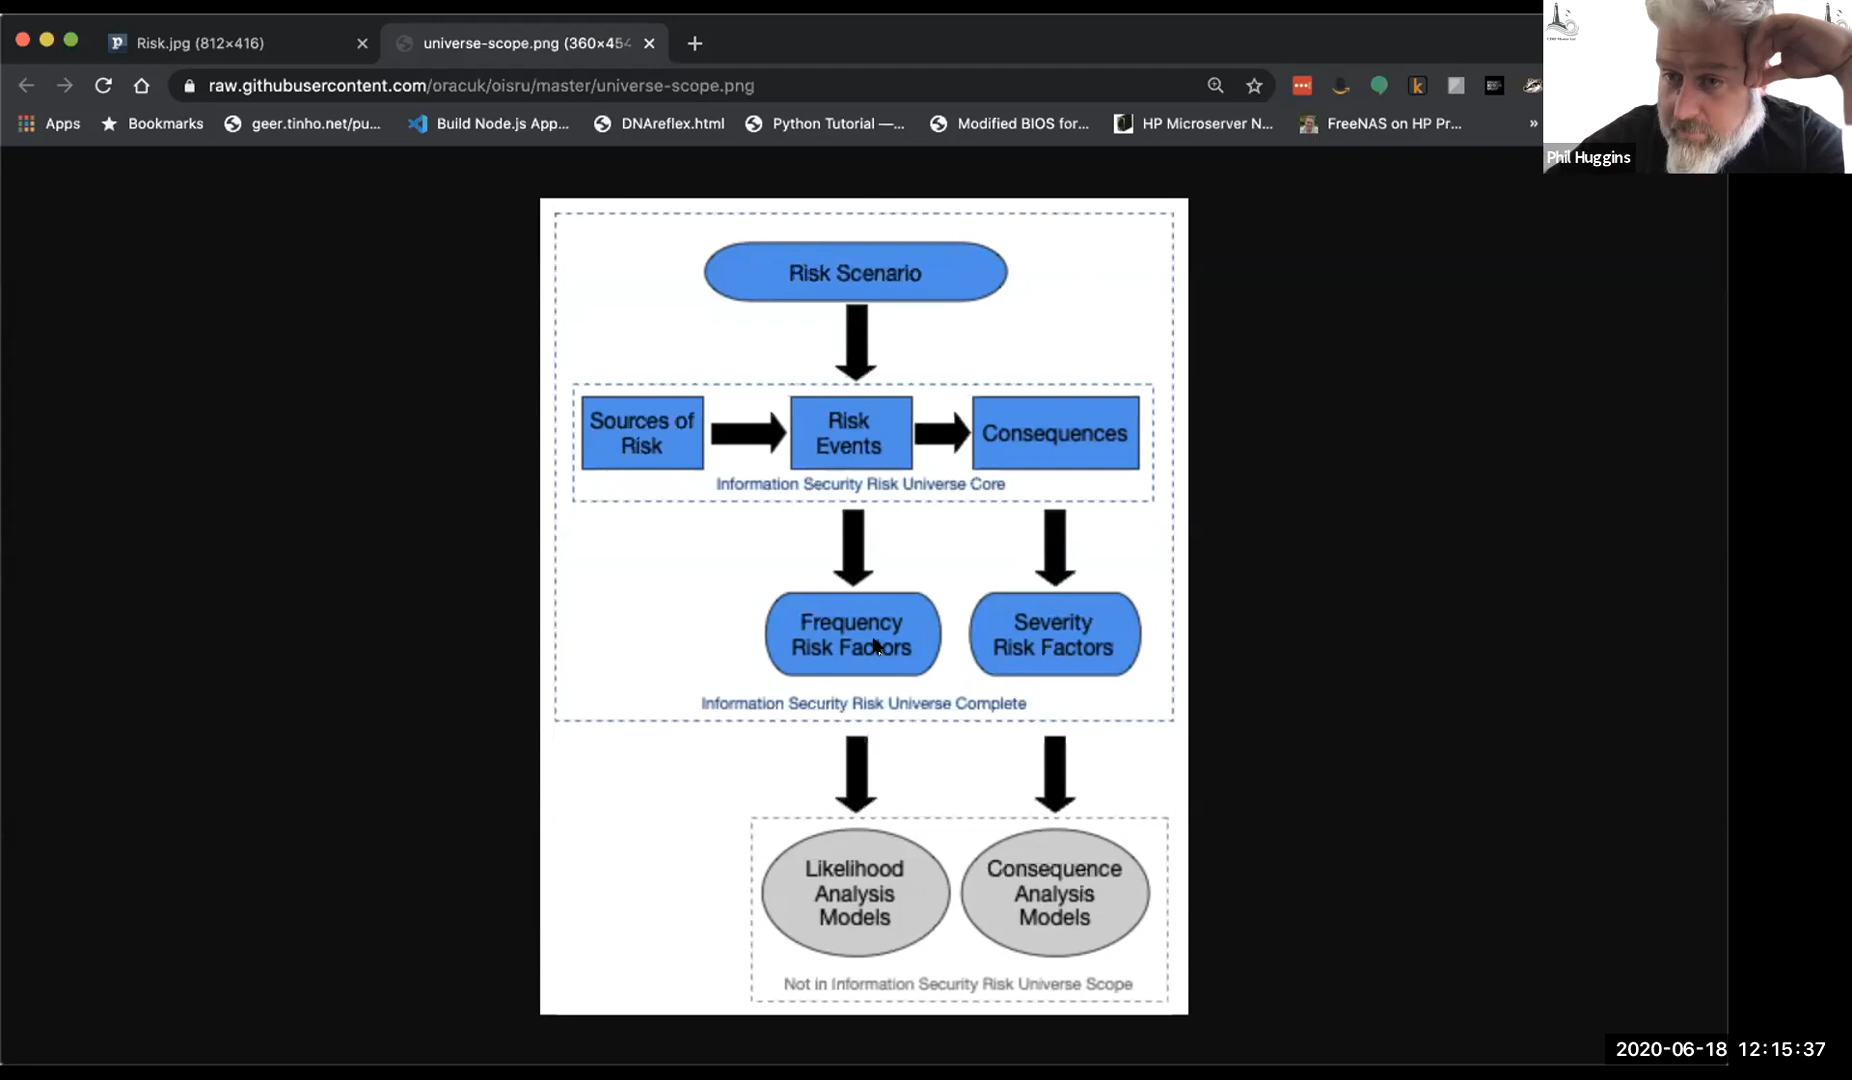 Risk.jpg (812×416)
universe-scope.png (360×454
raw.githubusercontent.com/oracuk/oisru/master/universe-scope.png
Apps
Bookmarks
geer.tinho.net/pu...
Build Node.js App...
DNAreflex.html
Python Tutorial —...
Modified BIOS for...
HP Microserver N...
FreeNAS on HP Pr...
»
Phil Huggins
Risk Scenario
Sources of
Risk
Risk
Events
Consequences
Information Security Risk Universe Core
Frequency
Risk Factors
Severity
Risk Factors
Information Security Risk Universe Complete
Likelihood
Analysis
Models
Consequence
Analysis
Models
Not in Information Security Risk Universe Scope
2020-06-18 12:15:37